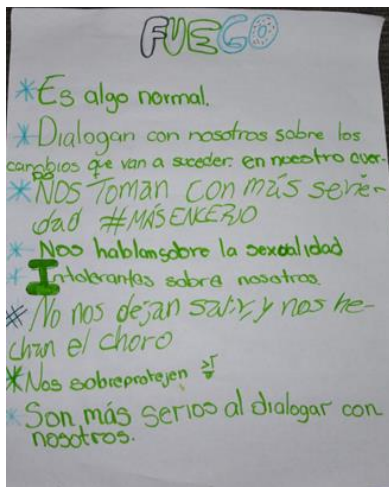 FUEGO
*Es algo normal.
*Dialogan con nosotros sobre los
cambios que van a suceder. en nuestro cuer-
po
*NOS Toman con más serie-
dad #MÁSENCERIO
*Nos hablan sobre la sexualidad
*Intolerantes sobre nosotros.
*No nos dejan salir, y nos he-
chan el choro
*Nos sobreprotejen
*Son más serios al dialogar con
nosotros.